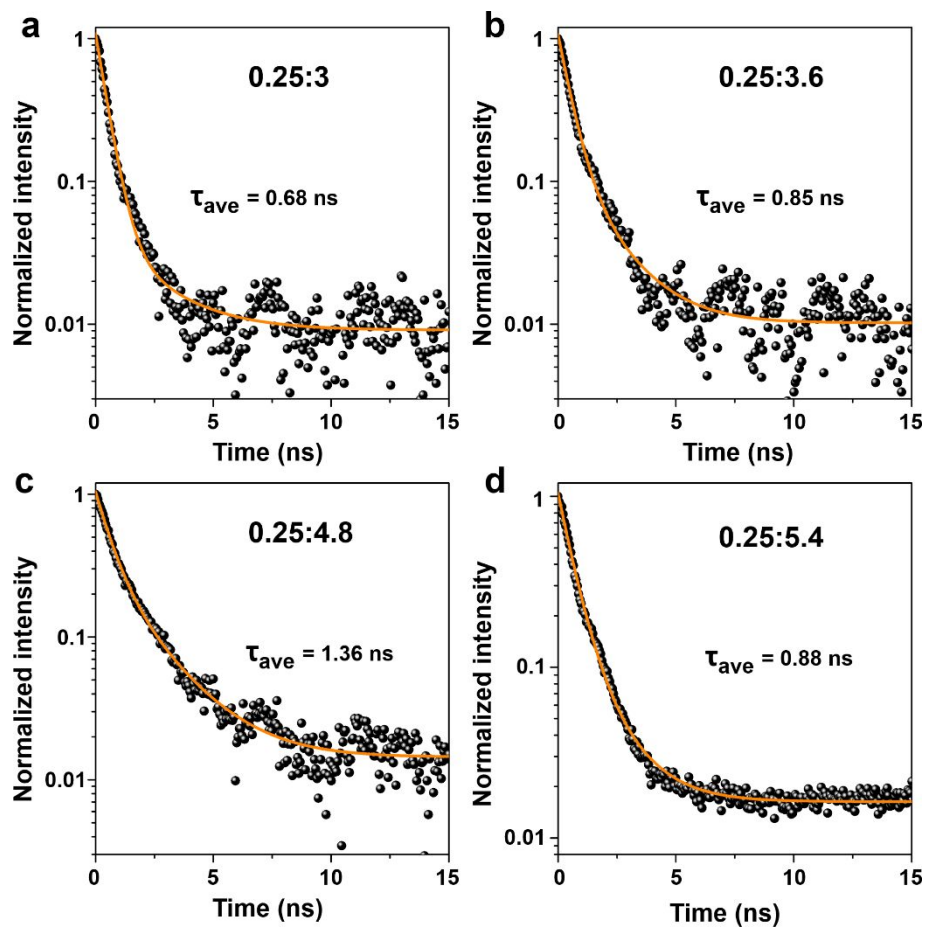 a
0.25:3
τave = 0.68 ns
Normalized intensity
1
0.1
0.01
0
5
10
15
Time (ns)
b
0.25:3.6
τave = 0.85 ns
Normalized intensity
1
0.1
0.01
0
5
10
15
Time (ns)
c
0.25:4.8
τave = 1.36 ns
Normalized intensity
1
0.1
0.01
0
5
10
15
Time (ns)
d
0.25:5.4
τave = 0.88 ns
Normalized intensity
1
0.1
0.01
0
5
10
15
Time (ns)